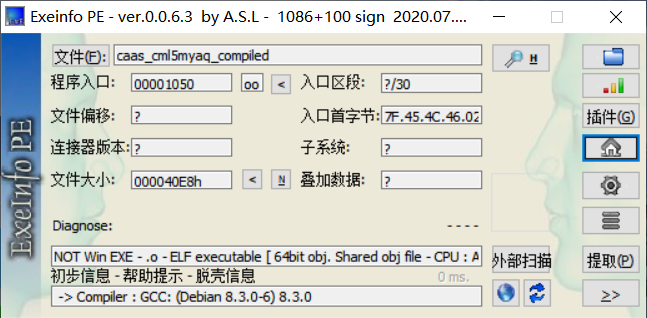 Exeinfo PE - ver.0.0.6.3  by A.S.L -  1086+100 sign  2020.07....
文件(F): caas_cml5myaq_compiled H
程序入口: 00001050 oo < 入口区段: ?/30
文件偏移: ? 入口首字节: 7F.45.4C.46.02 插件(G)
连接器版本: ? 子系统: ?
文件大小: 000040E8h < N 叠加数据: ?
Diagnose: ----
NOT Win EXE - .o - ELF executable [ 64bit obj. Shared obj file - CPU : A 外部扫描 提取(P)
初步信息 - 帮助提示 - 脱壳信息 0 ms.
-> Compiler : GCC: (Debian 8.3.0-6) 8.3.0 >>
Exeinfo PE